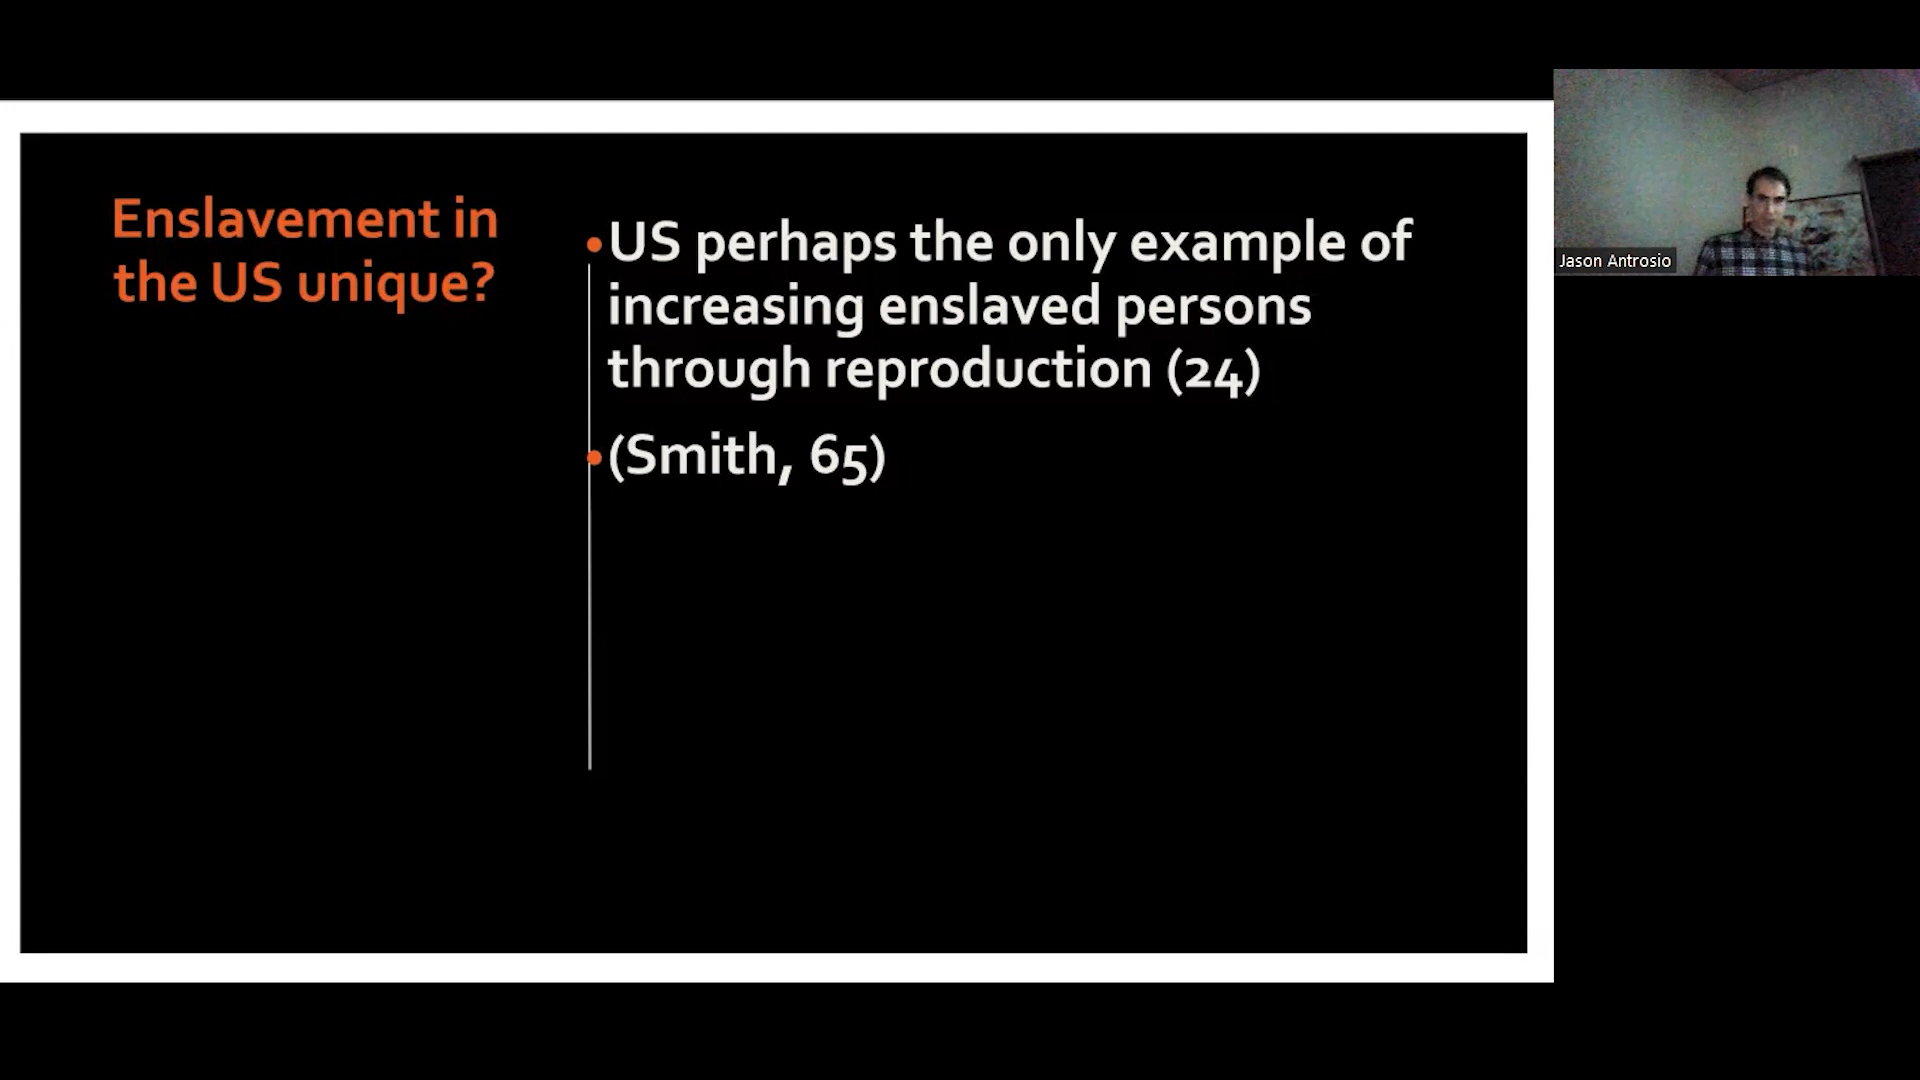 Enslavement in
the US unique?
•US perhaps the only example of
increasing enslaved persons
through reproduction (24)
•(Smith, 65)
Jason Antrosio